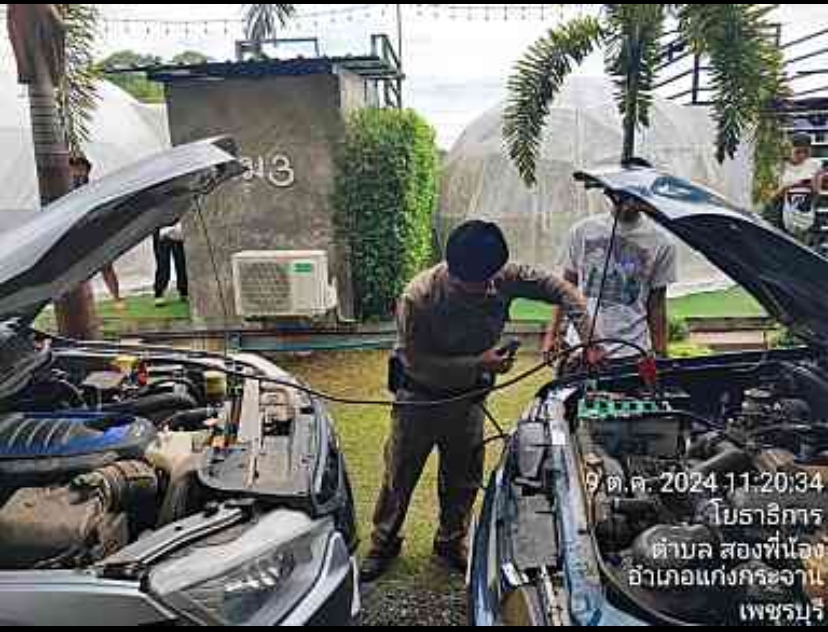 9 ต.ค. 2024 11:20:34
โยธาธิการ
ตำบล สองพี่น้อง
อำเภอแก่งกระจาน
เพชรบุรี